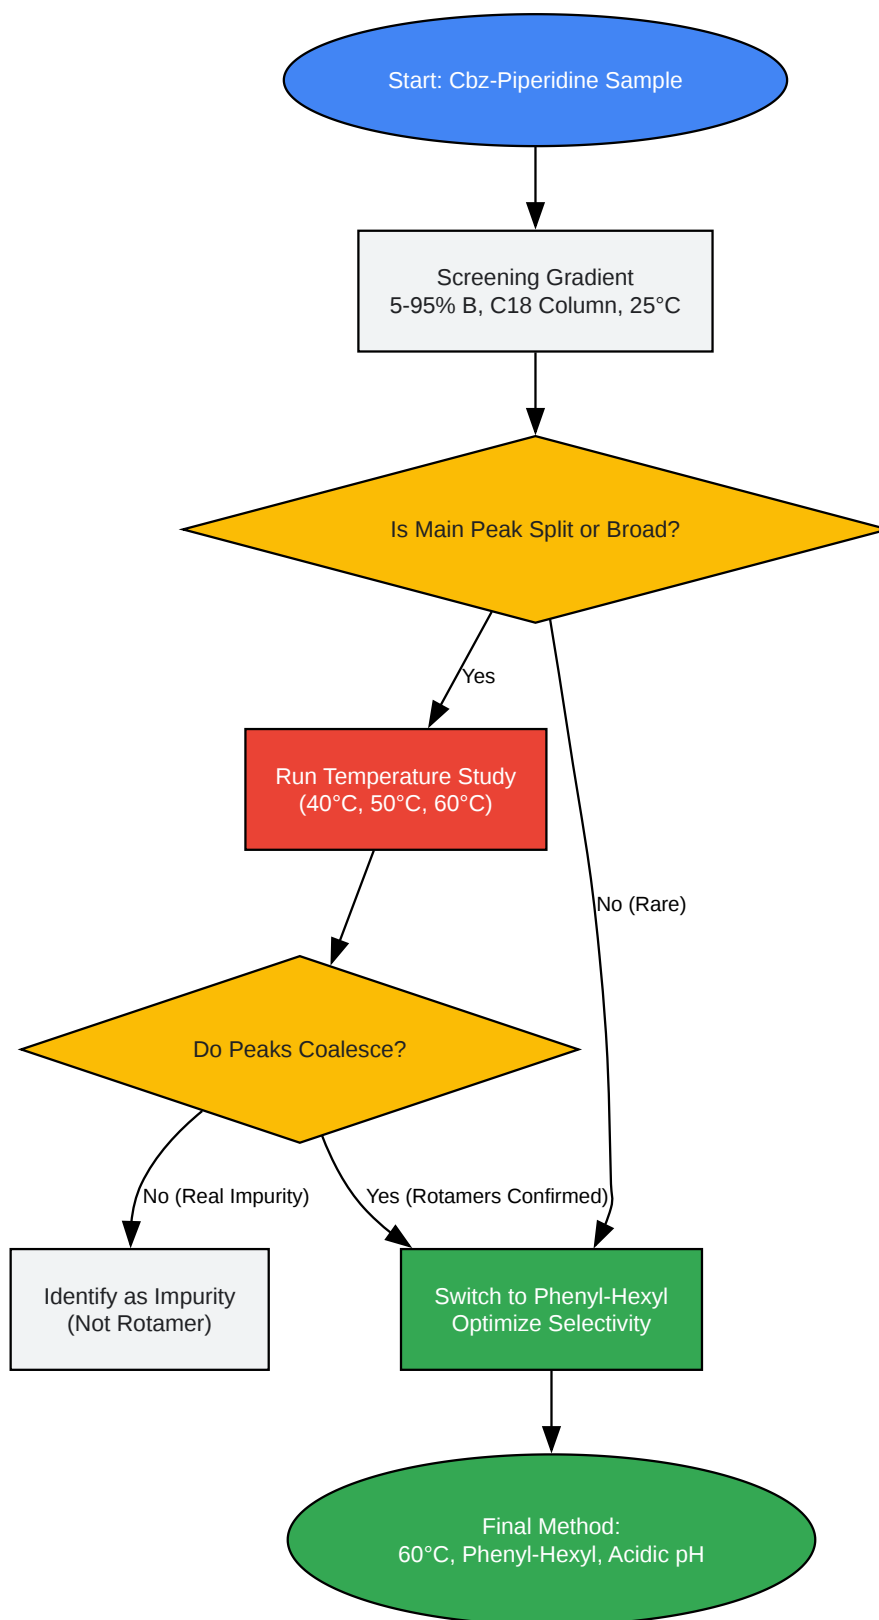 Start: Cbz-Piperidine Sample
Screening Gradient
5-95% B, C18 Column, 25°C
Is Main Peak Split or Broad?
Yes
Run Temperature Study
(40°C, 50°C, 60°C)
No (Rare)
Do Peaks Coalesce?
No (Real Impurity)
Yes (Rotamers Confirmed)
Identify as Impurity
(Not Rotamer)
Switch to Phenyl-Hexyl
Optimize Selectivity
Final Method:
60°C, Phenyl-Hexyl, Acidic pH